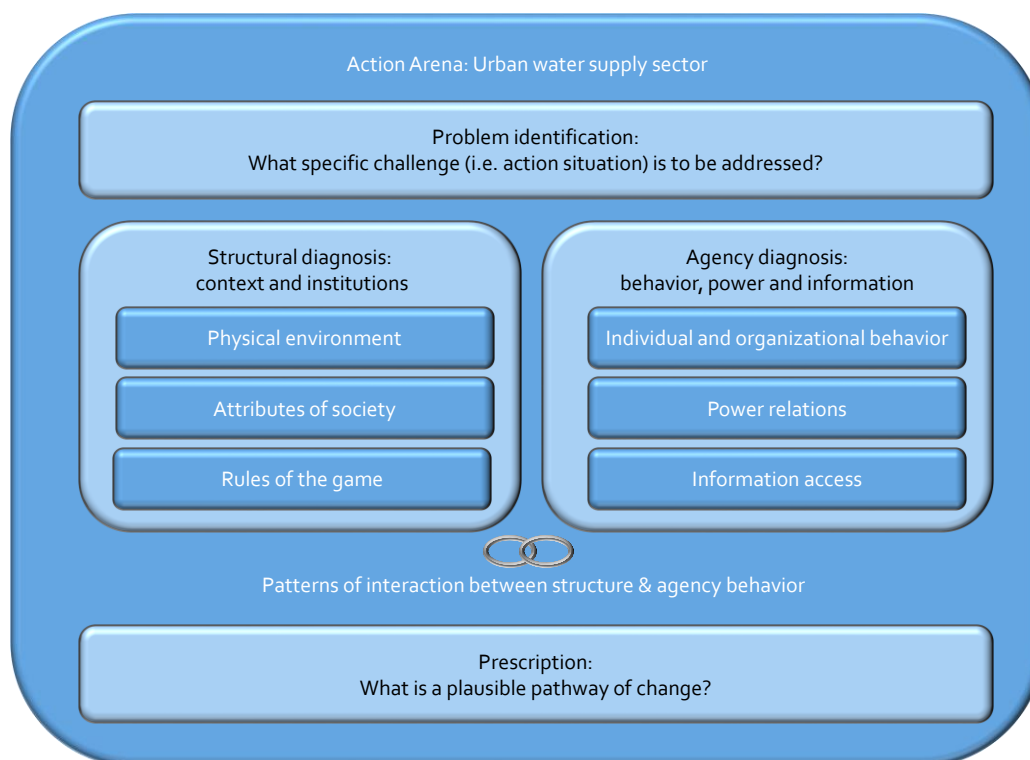 Action Arena: Urban water supply sector
Problem identification:
What specific challenge (i.e. action situation) is to be addressed?
Structural diagnosis:
context and institutions
Physical environment
Attributes of society
Rules of the game
Agency diagnosis:
behavior, power and information
Individual and organizational behavior
Power relations
Information access
Patterns of interaction between structure & agency behavior
Prescription:
What is a plausible pathway of change?